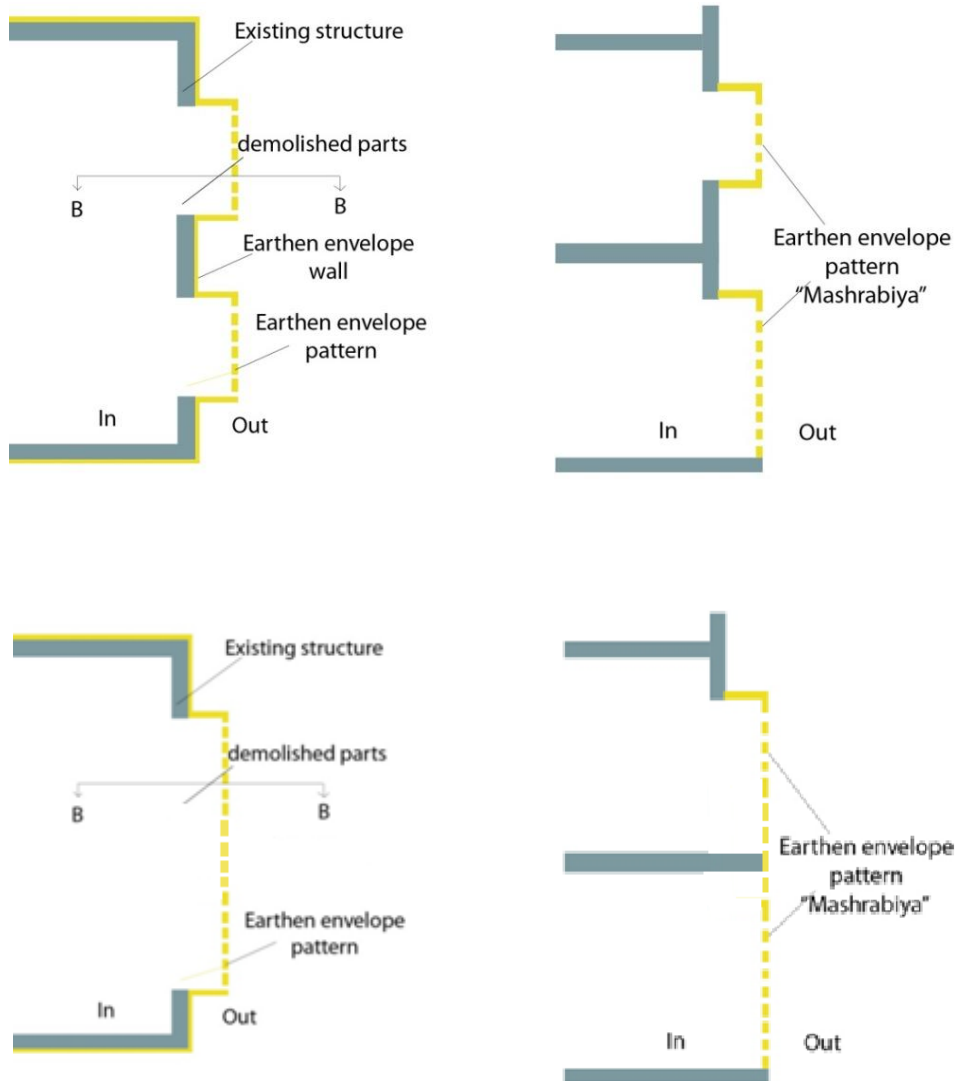 Existing structure
demolished parts
B
B
Earthen envelope
wall
Earthen envelope
pattern
In
Out
Earthen envelope
pattern
“Mashrabiya”
In
Out
Existing structure
demolished parts
B
B
Earthen envelope
pattern
In
Out
Earthen envelope
pattern
“Mashrabiya”
In
Out